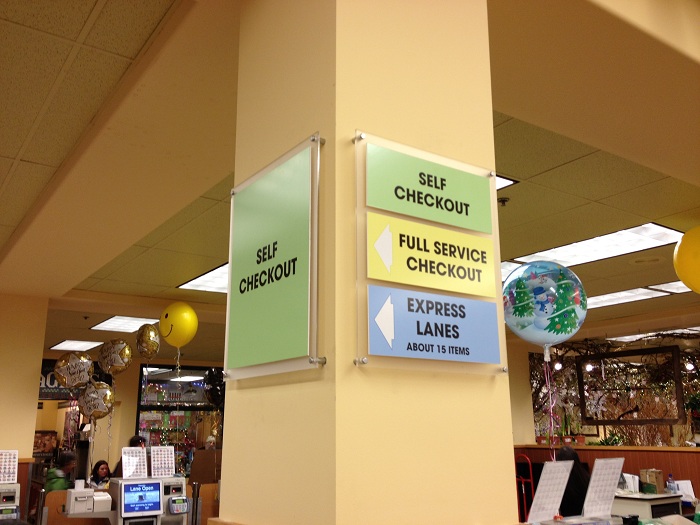 SELF
CHECKOUT
SELF
CHECKOUT
FULL SERVICE
CHECKOUT
EXPRESS
LANES
ABOUT 15 ITEMS
Lane Open